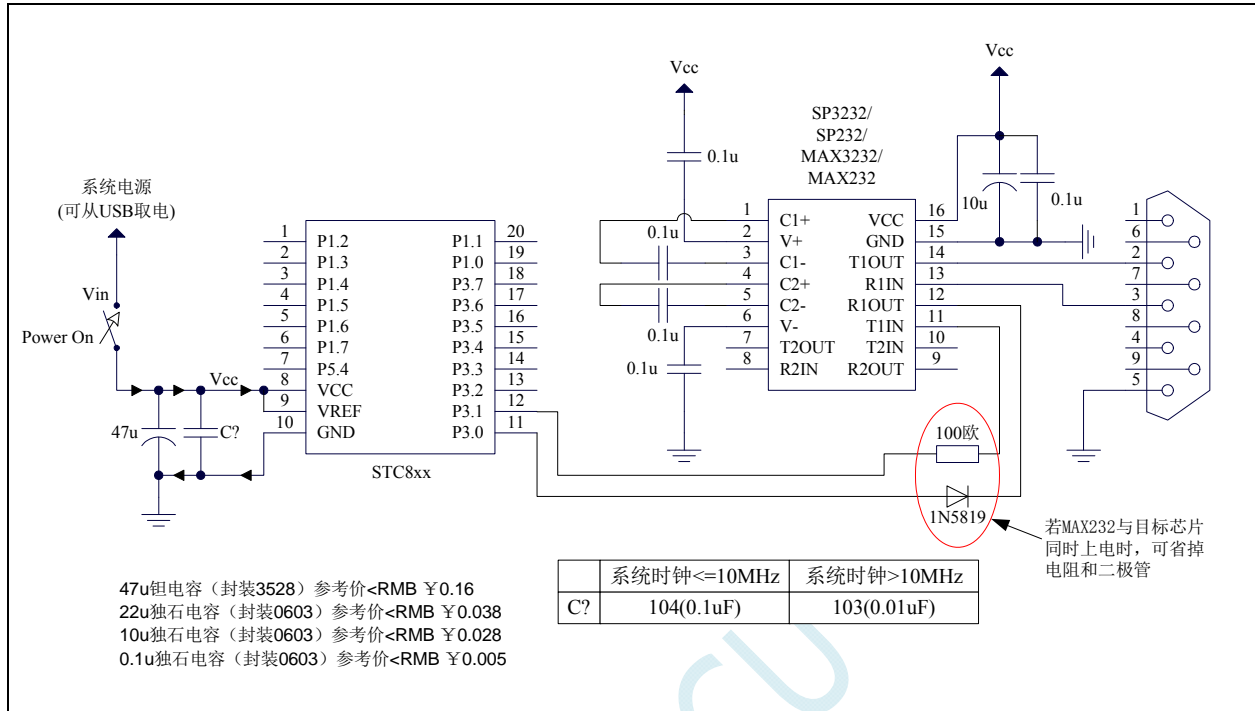 系统电源
(可从USB取电)
Vin
Power On
Vcc
47u
C?
1 P1.2 P1.1 20
2 P1.3 P1.0 19
3 P1.4 P3.7 18
4 P1.5 P3.6 17
5 P1.6 P3.5 16
6 P1.7 P3.4 15
7 P5.4 P3.3 14
8 VCC P3.2 13
9 VREF P3.1 12
10 GND P3.0 11
STC8xx
Vcc
0.1u
0.1u
0.1u
0.1u
SP3232/
SP232/
MAX3232/
MAX232
1 C1+ VCC 16
2 V+ GND 15
3 C1- T1OUT 14
4 C2+ R1IN 13
5 C2- R1OUT 12
6 V- T1IN 11
7 T2OUT T2IN 10
8 R2IN R2OUT 9
Vcc
10u
0.1u
1
6
2
7
3
8
4
9
5
100欧
1N5819
若MAX232与目标芯片
同时上电时，可省掉
电阻和二极管
系统时钟<=10MHz 系统时钟>10MHz
C? 104(0.1uF) 103(0.01uF)
47u钽电容（封装3528）参考价<RMB ￥0.16
22u独石电容（封装0603）参考价<RMB ￥0.038
10u独石电容（封装0603）参考价<RMB ￥0.028
0.1u独石电容（封装0603）参考价<RMB ￥0.005